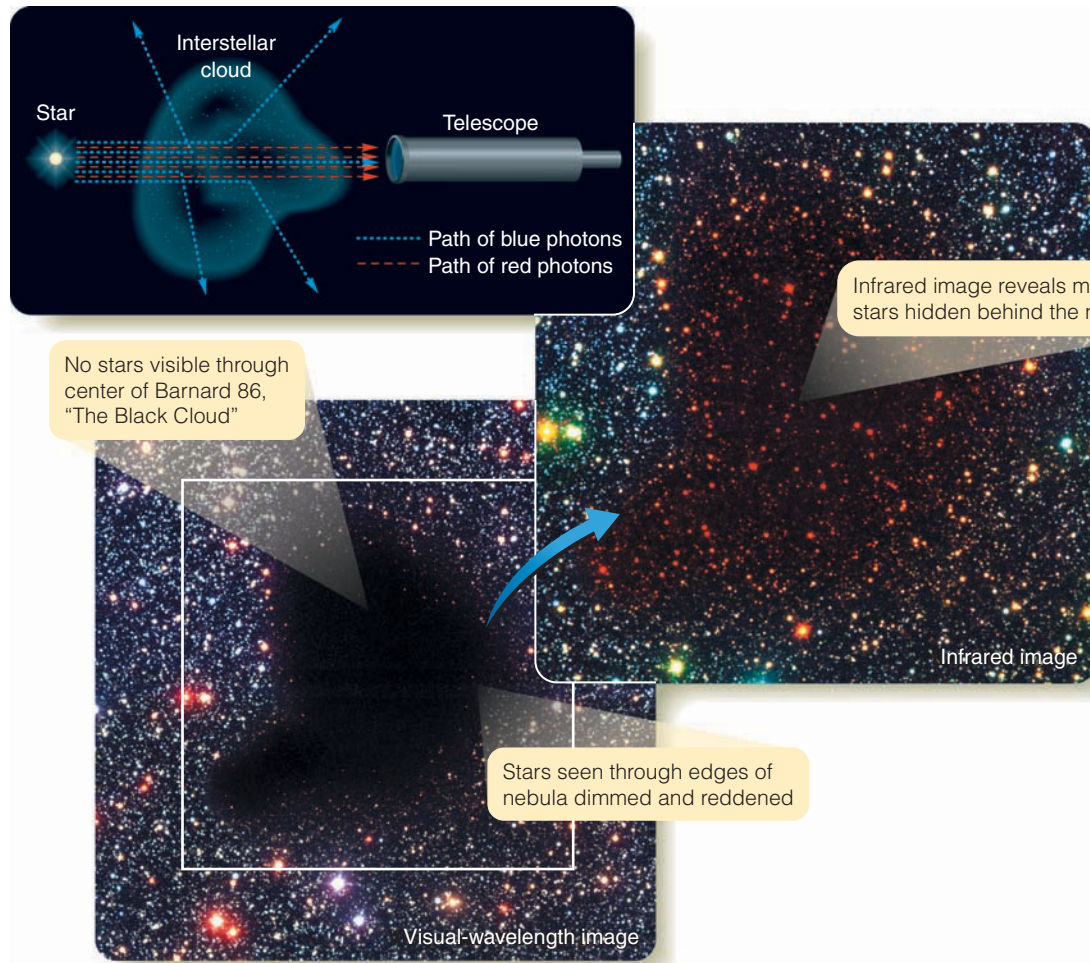 Interstellar
cloud
Star
Telescope
Path of blue photons
Path of red photons
Infrared image reveals
stars hidden behind the
No stars visible through
center of Barnard 86,
“The Black Cloud”
Infrared image
Stars seen through edges of
nebula dimmed and reddened
Visual-wavelength image